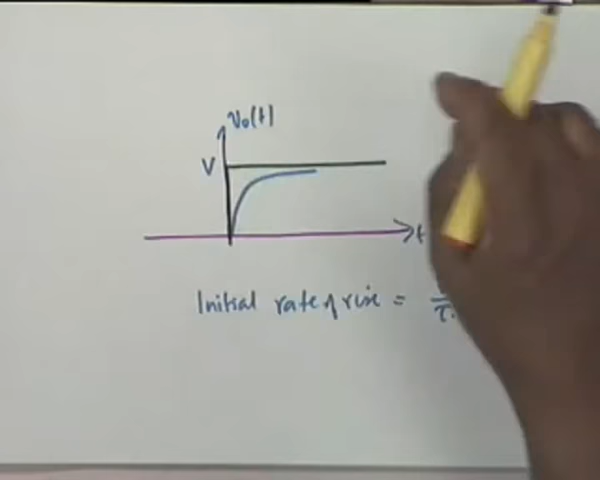 v₀(t)
V
t
Initial rate of rise =
τ